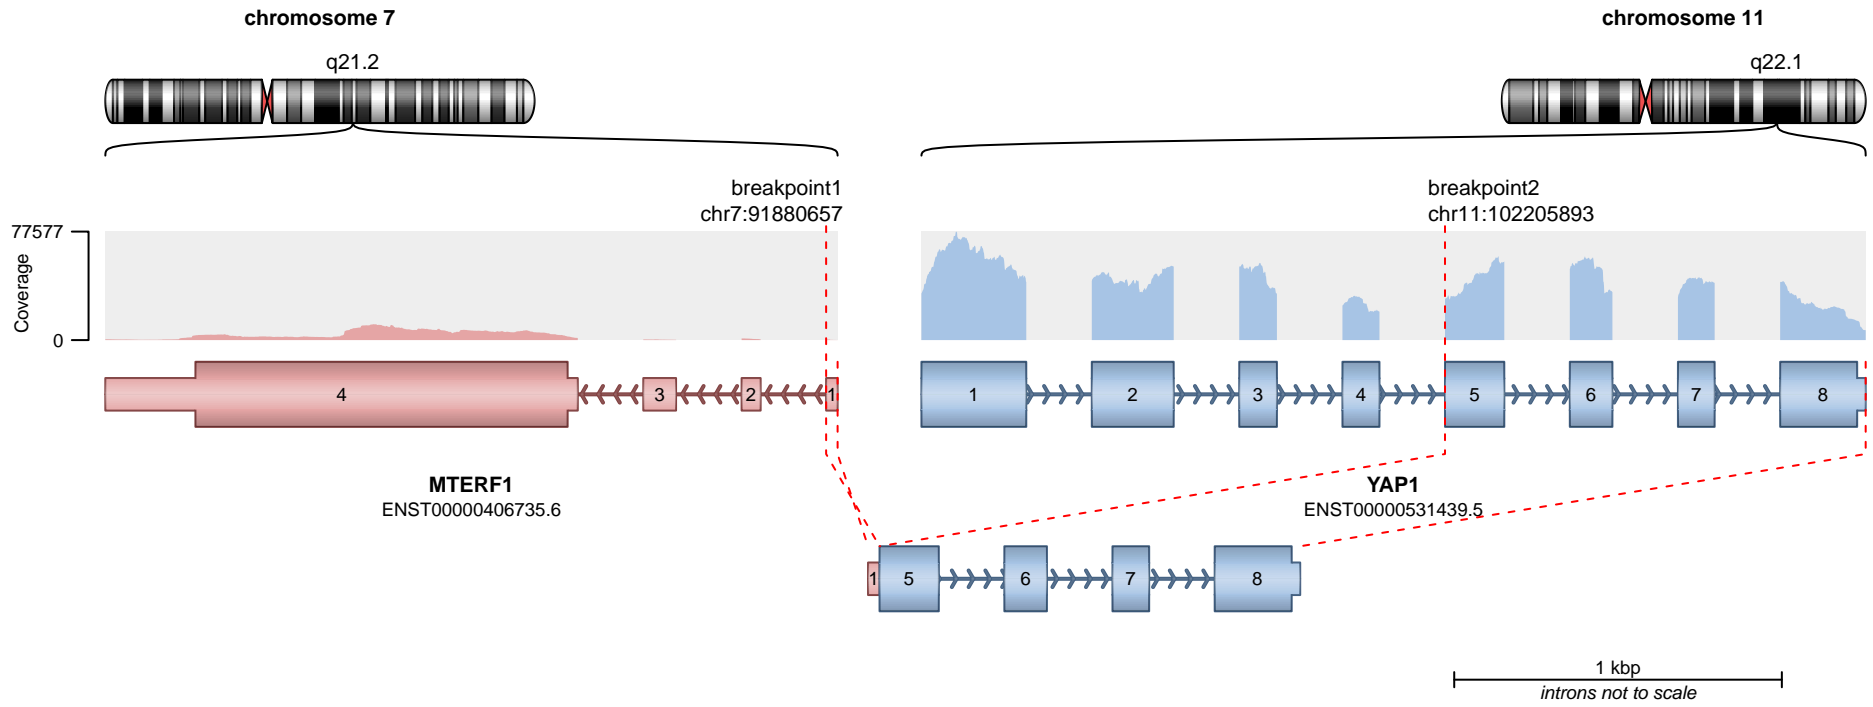 chromosome 7
chromosome 11
q21.2
q22.1
breakpoint1
chr7:91880657
breakpoint2
chr11:102205893
77577
Coverage
0
4 3 2 1
1 2 3 4 5 6 7 8
MTERF1
ENST00000406735.6
YAP1
ENST00000531439.5
1 5 6 7 8
1 kbp
introns not to scale